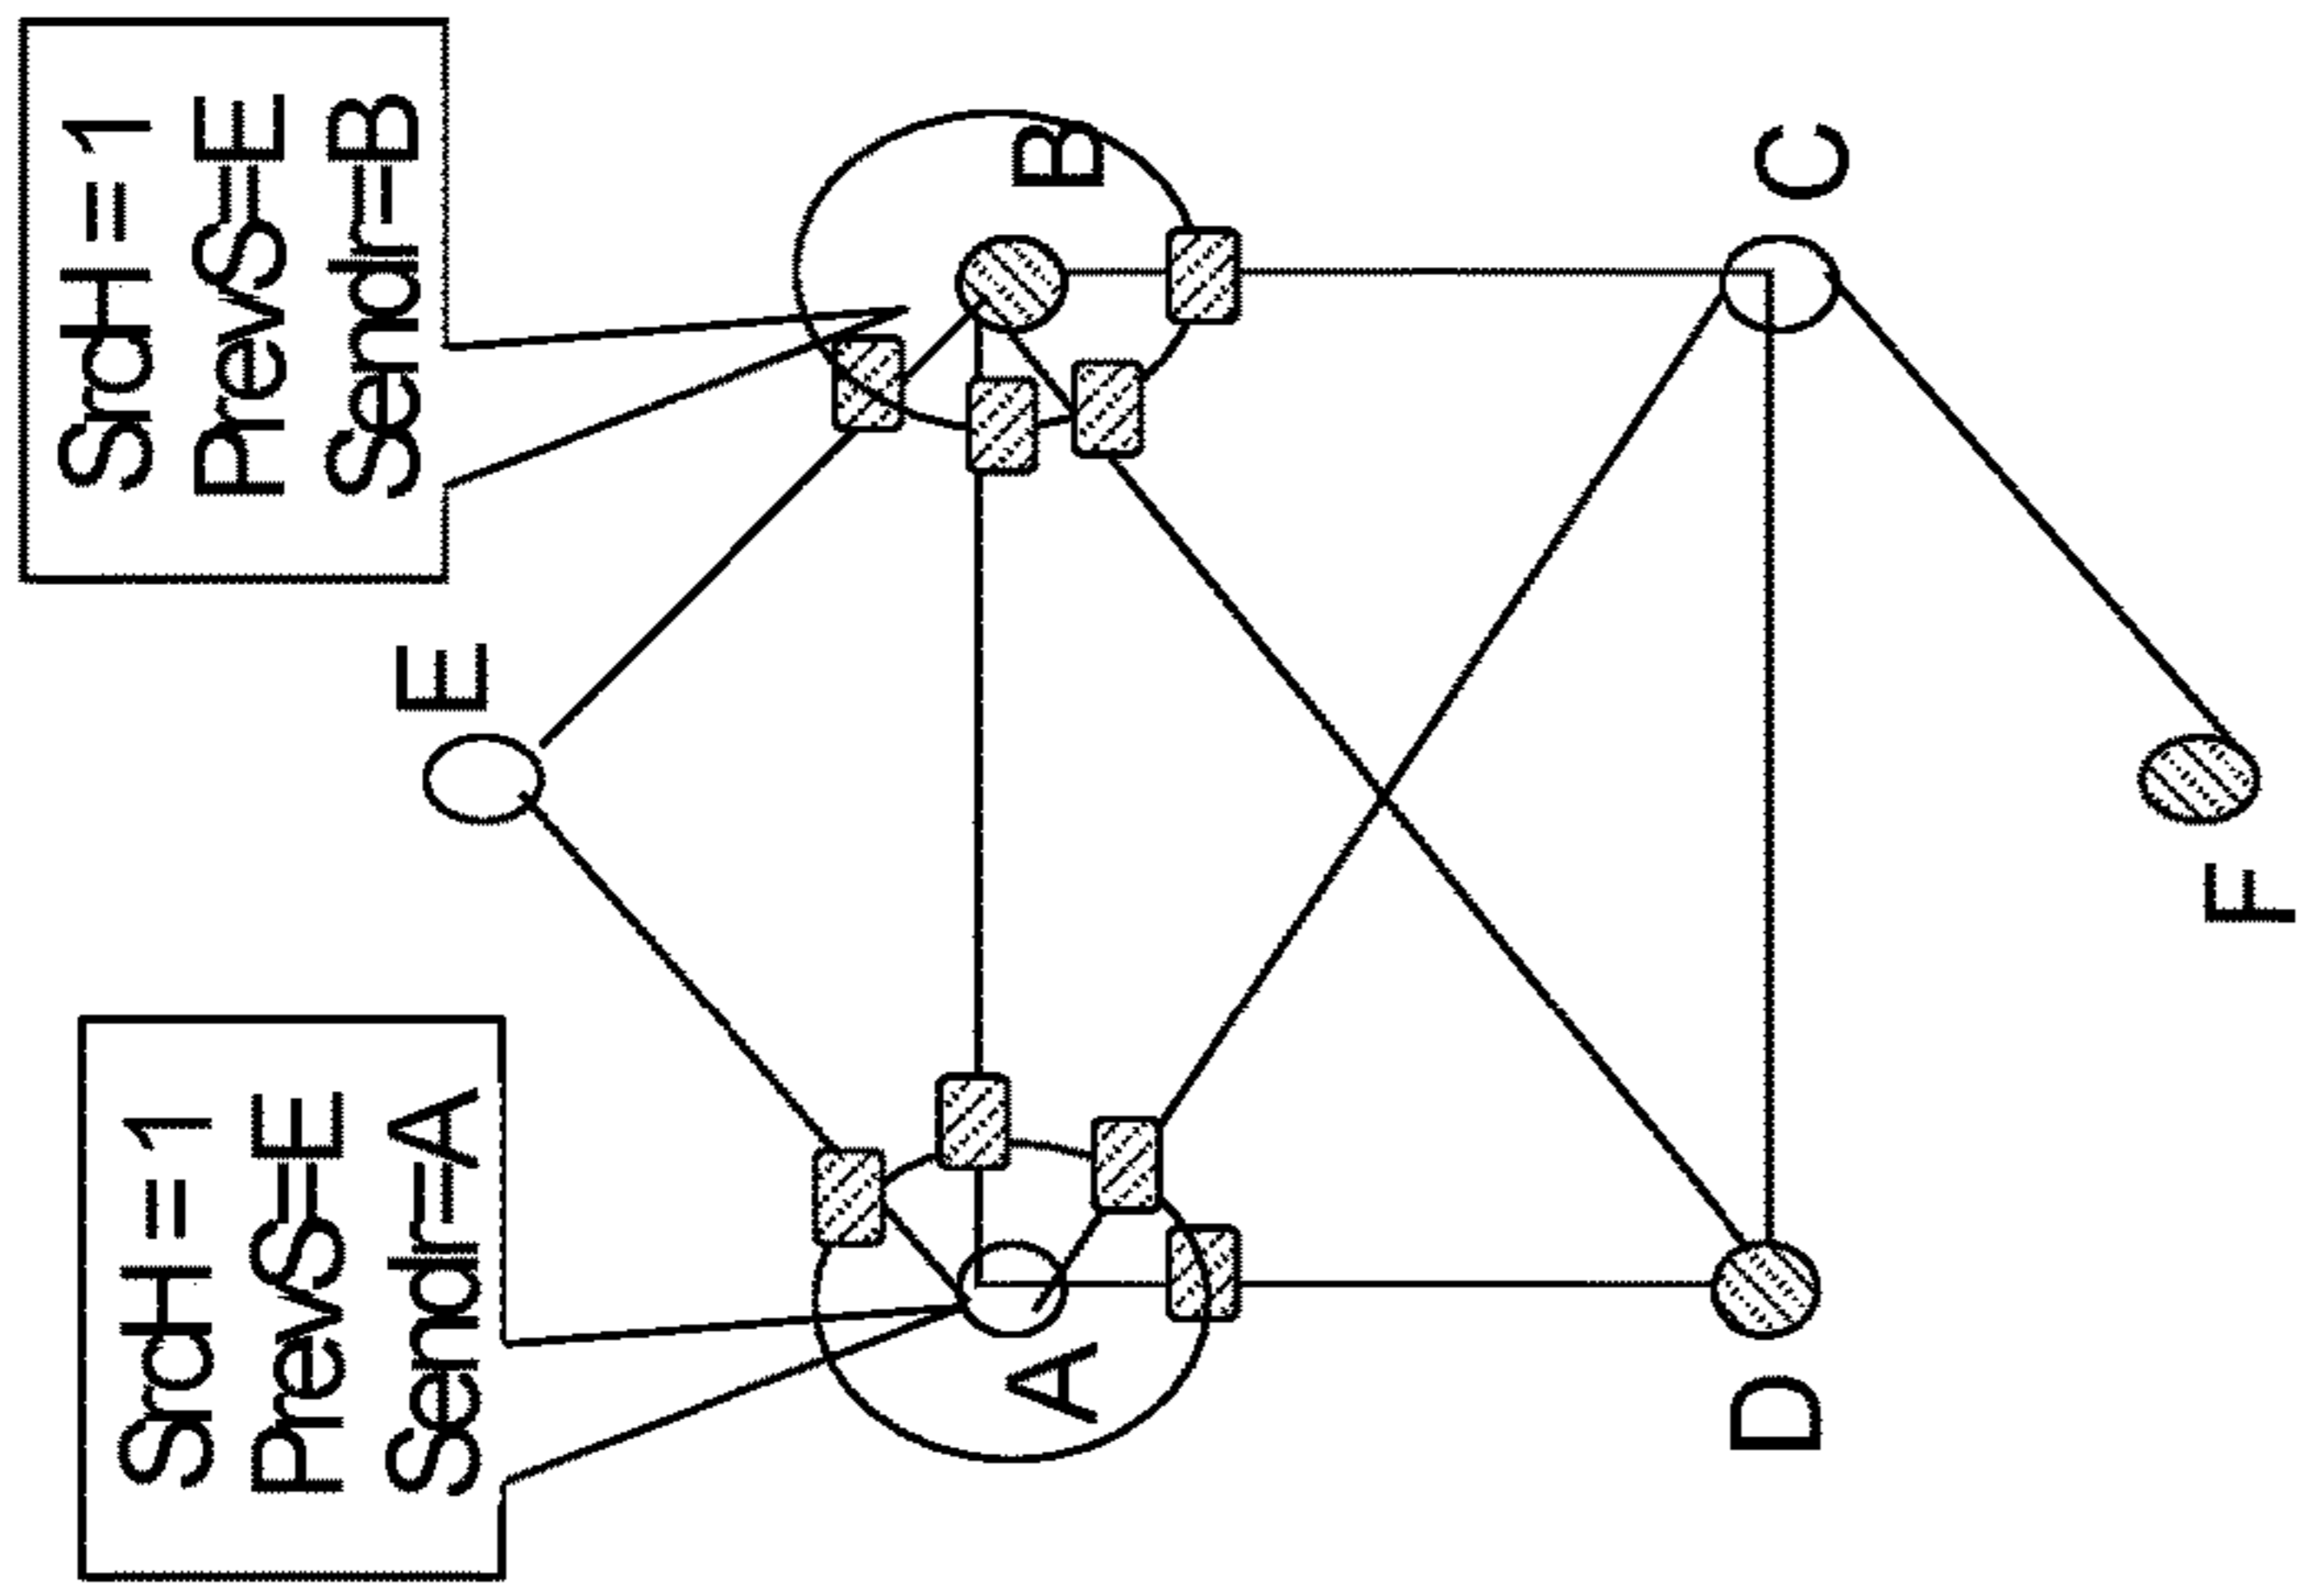 SrcH = 1
PrevS=E
Sendr=A
SrcH = 1
PrevS=E
Sendr=B
E
A
B
D
C
F